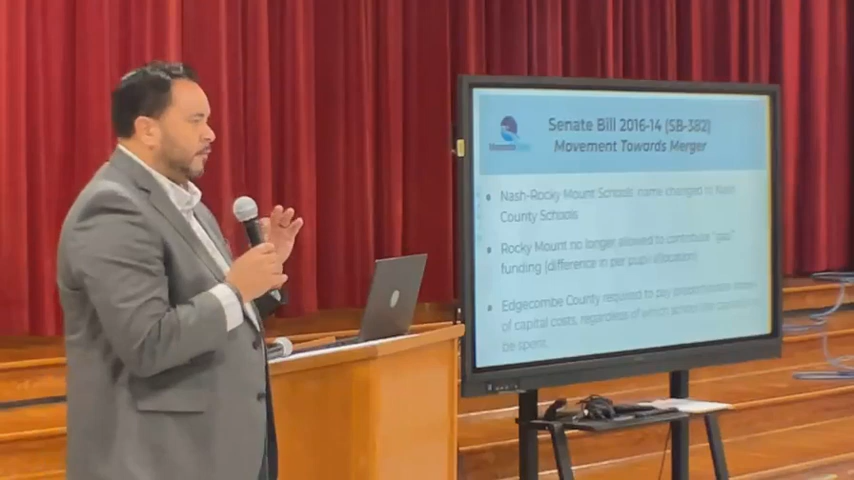 Senate Bill 2016-14 (SB-382)
Movement Towards Merger
Nash-Rocky Mount Schools name changed to Nash
County Schools
Rocky Mount no longer allowed to contribute "gap"
funding (difference in per pupil allocation)
Edgecombe County required to pay proportionate
of capital costs, regardless of which school
be spent.